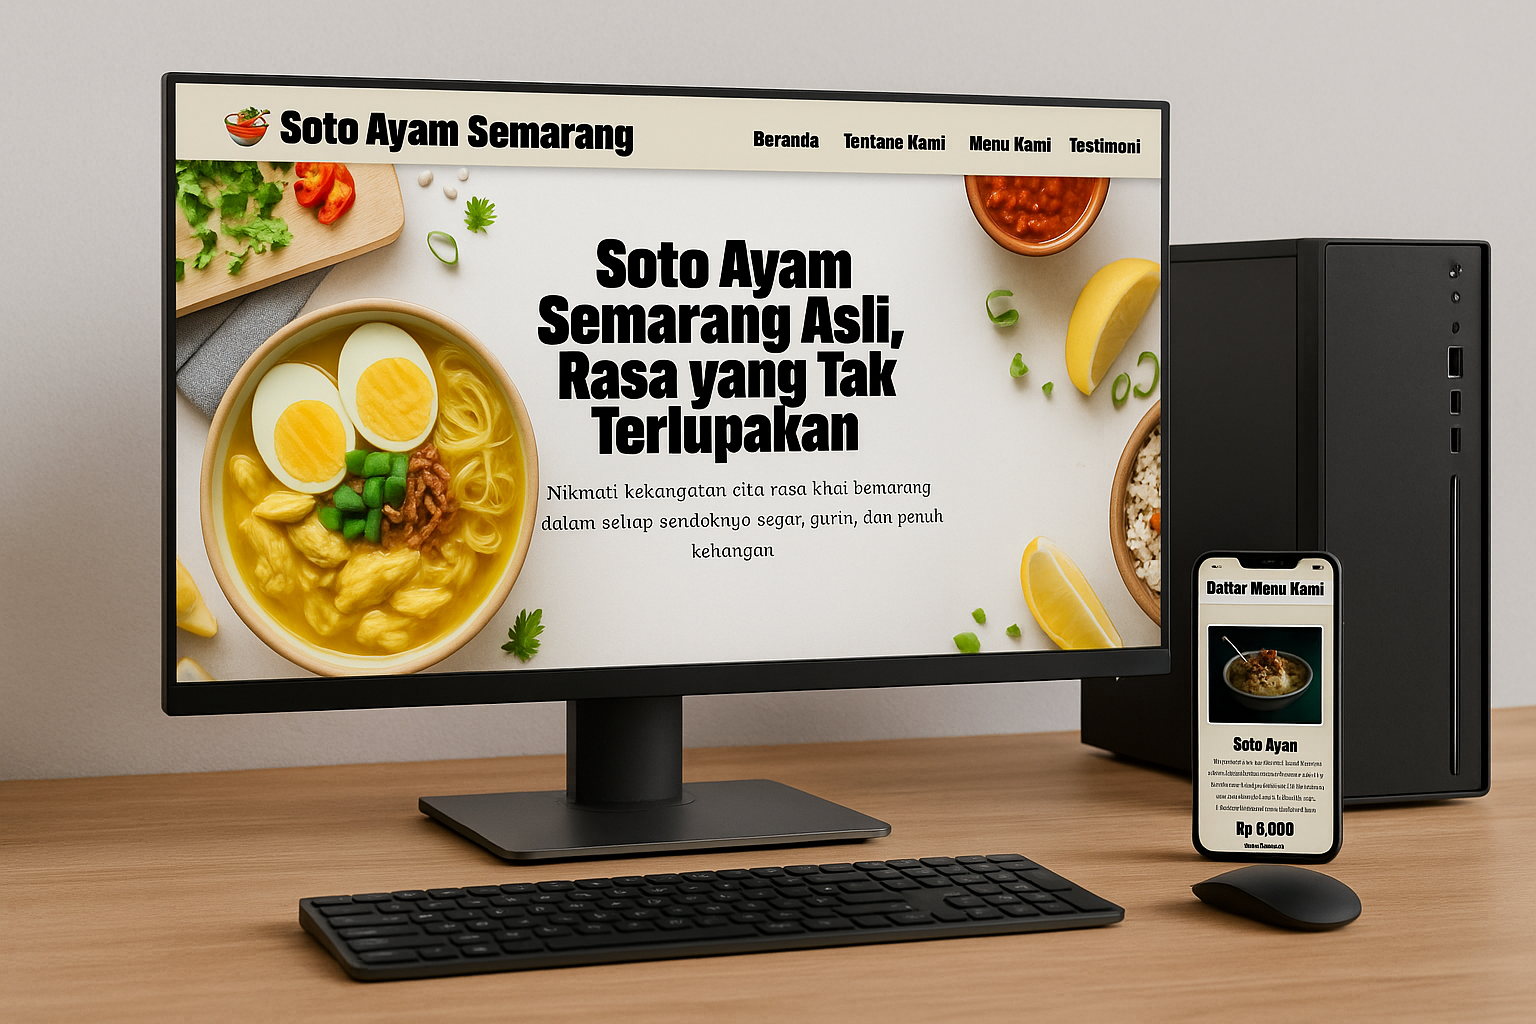 Soto Ayam Semarang
Beranda Tentane Kami Menu Kami Testimoni
Soto Ayam
Semarang Asli,
Rasa yang Tak
Terlupakan
Nikmati kekangatan cita rasa khai bemarang
dalam seliap sendoknyo segar, gurin, dan penuh
kehangan
Dattar Menu Kami
Soto Ayan
Rp 6,000